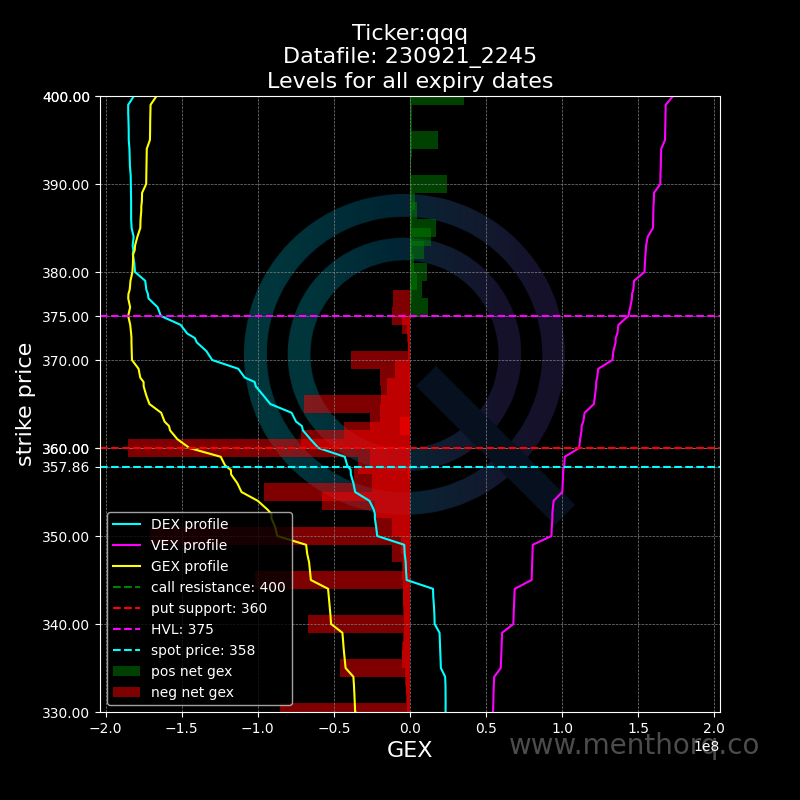 Ticker:qqq
Datafile: 230921_2245
Levels for all expiry dates
strike price
400.00
390.00
380.00
375.00
370.00
360.00
357.86
350.00
340.00
330.00
DEX profile
VEX profile
GEX profile
call resistance: 400
put support: 360
HVL: 375
spot price: 358
pos net gex
neg net gex
−2.0 −1.5 −1.0 −0.5 0.0 0.5 1.0 1.5 2.0
1e8
GEX
www.menthorq.co